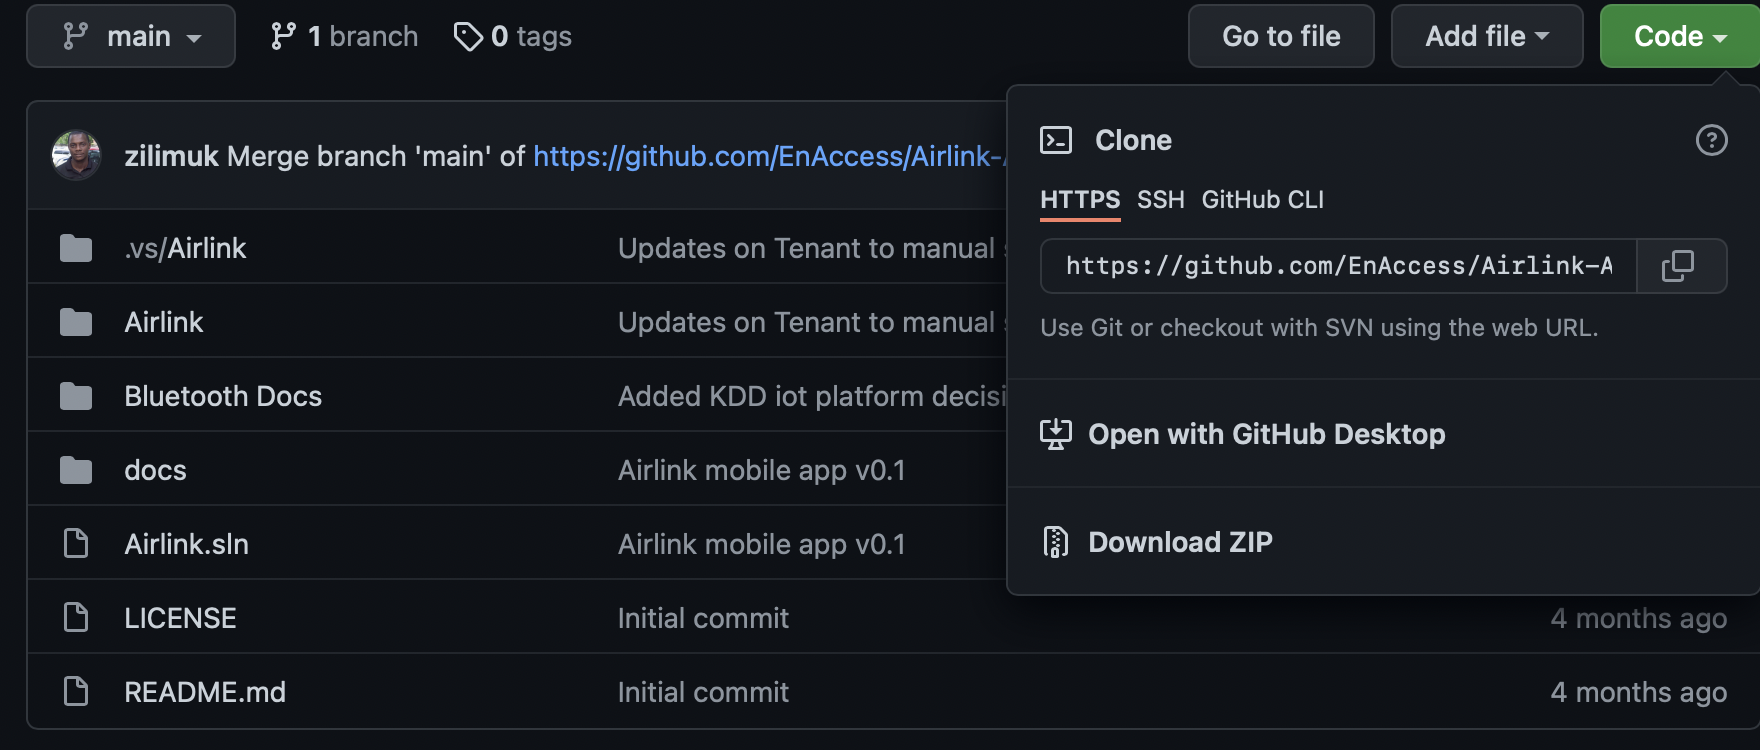 main
1 branch
0 tags
Go to file
Add file
Code
zilimuk Merge branch 'main' of https://github.com/EnAccess/Airlink-
.vs/Airlink
Updates on Tenant to manual
Airlink
Updates on Tenant to manual
Bluetooth Docs
Added KDD iot platform
docs
Airlink mobile app v0.1
Airlink.sln
Airlink mobile app v0.1
LICENSE
Initial commit
4 months ago
README.md
Initial commit
4 months ago
Clone
HTTPS
SSH
GitHub CLI
https://github.com/EnAccess/Airlink-A
Use Git or checkout with SVN using the web URL.
Open with GitHub Desktop
Download ZIP